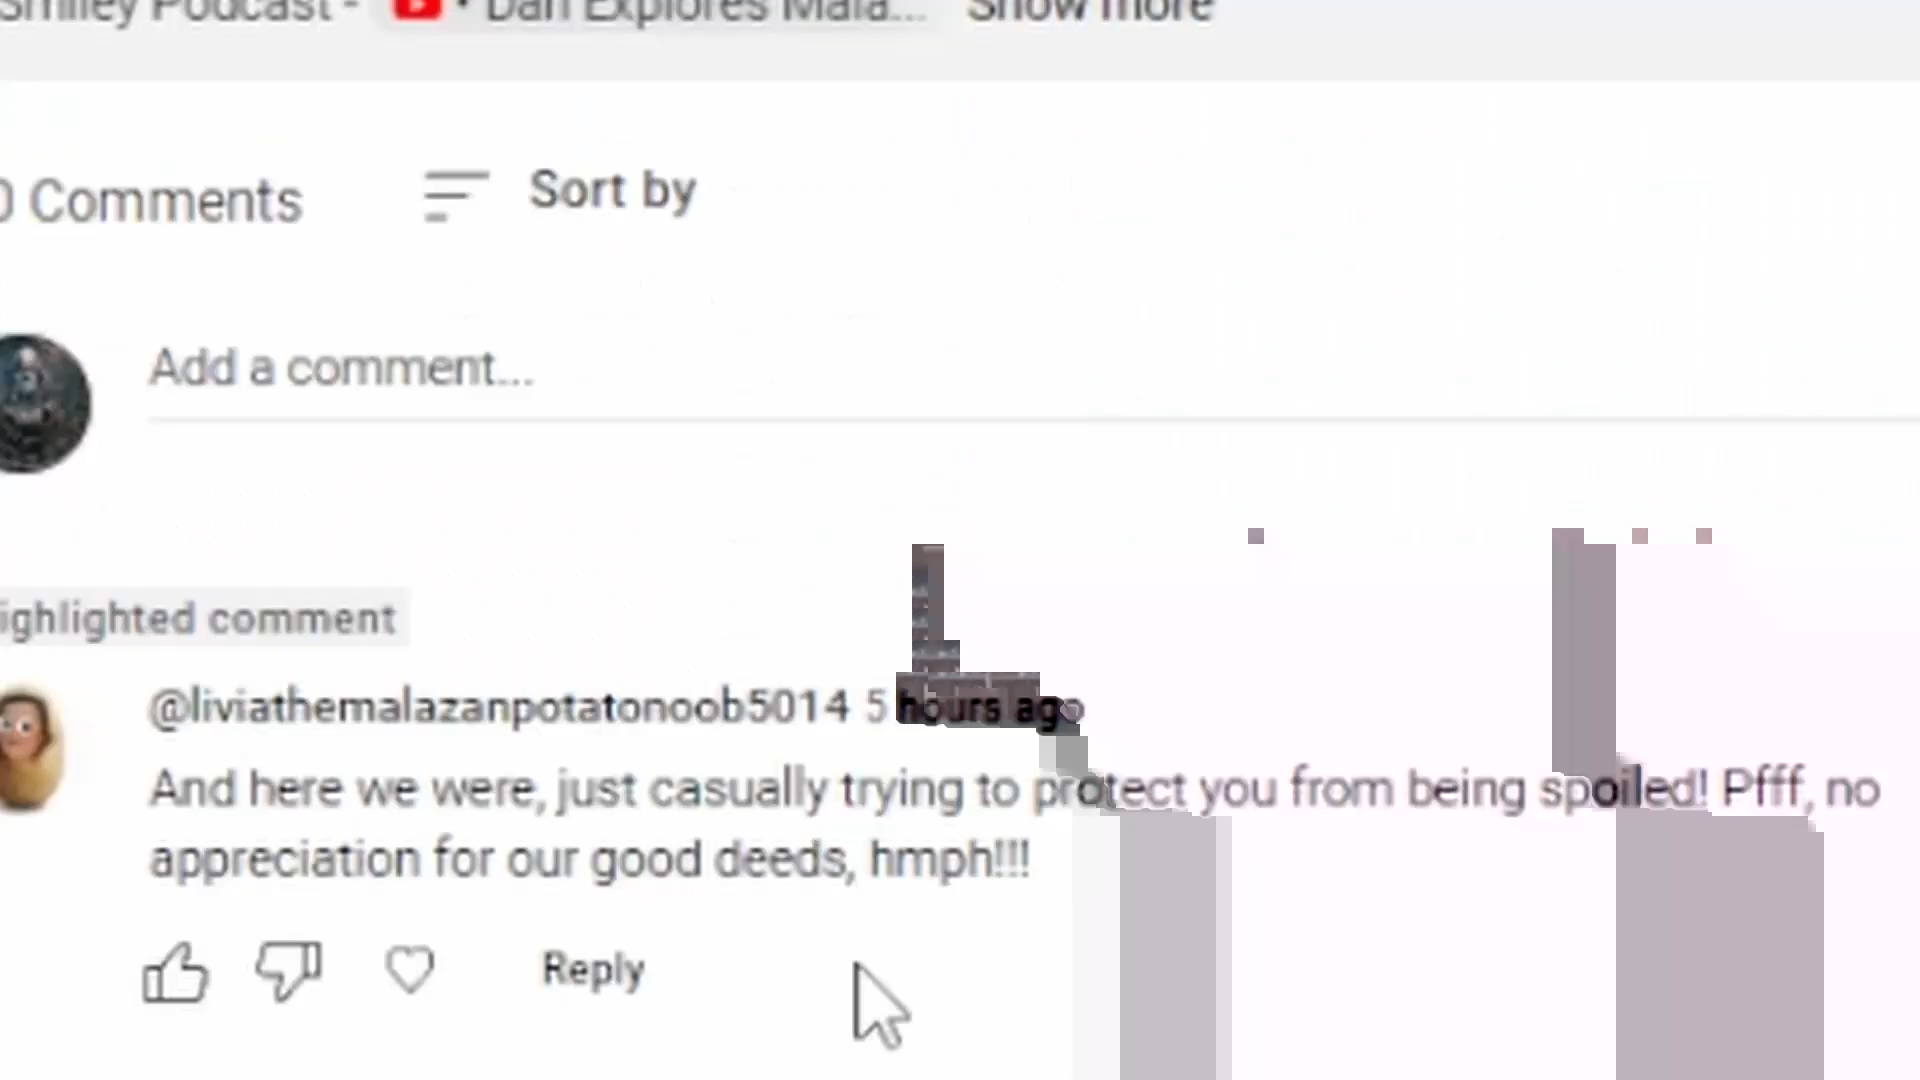 Smiley Podcast - • Dan Explores Mala... Show more
0 Comments Sort by
Add a comment...
ighlighted comment
@liviathemalazanpotatonoob5014 5 hours ago
And here we were, just casually trying to protect you from being spoiled! Pfff, no
appreciation for our good deeds, hmph!!!
Reply